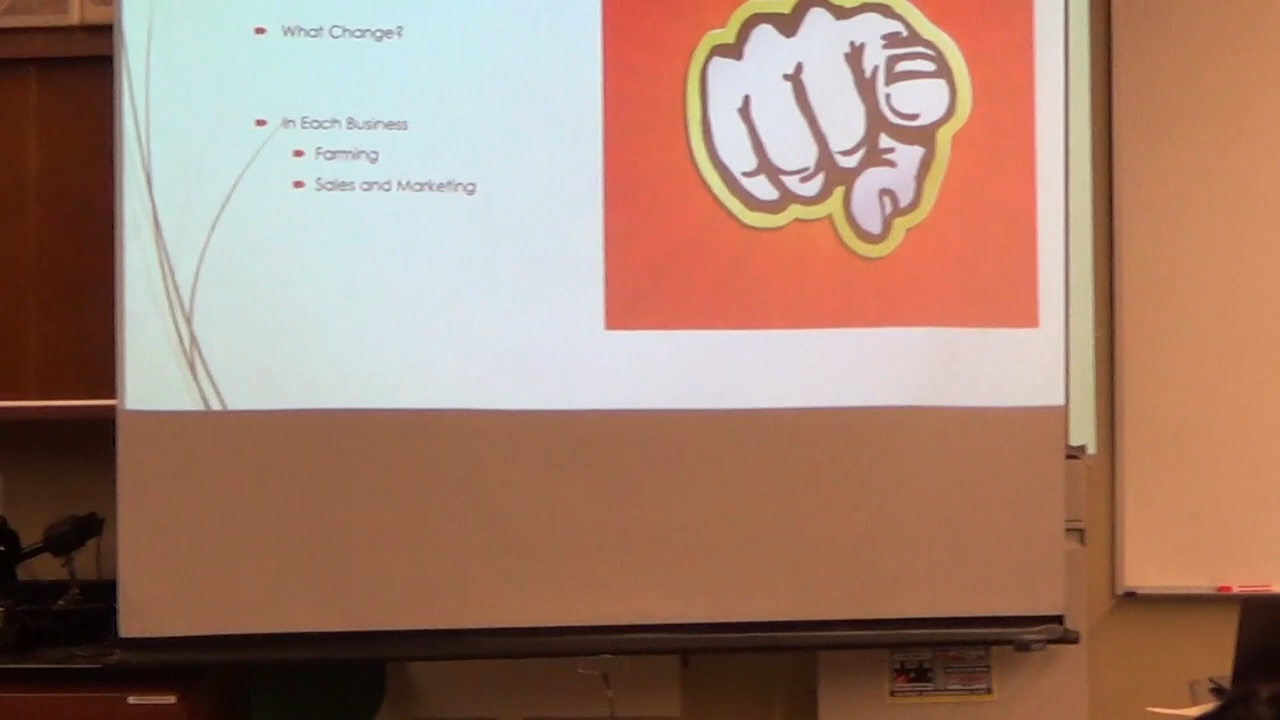 What Change?
In Each Business
Farming
Sales and Marketing